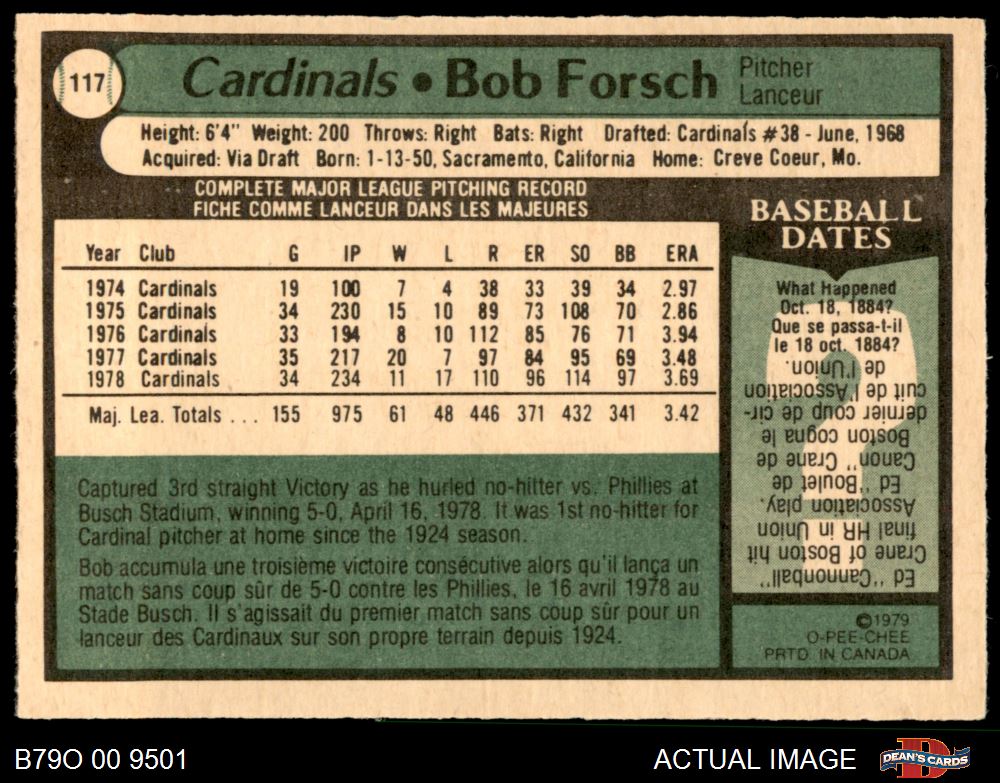 117
Cardinals • Bob Forsch
Pitcher
Lanceur
Height: 6'4" Weight: 200 Throws: Right Bats: Right Drafted: Cardinals #38 - June, 1968
Acquired: Via Draft Born: 1-13-50, Sacramento, California Home: Creve Coeur, Mo.
COMPLETE MAJOR LEAGUE PITCHING RECORD
FICHE COMME LANCEUR DANS LES MAJEURES
Year Club G IP W L R ER SO BB ERA
1974 Cardinals 19 100 7 4 38 33 39 34 2.97
1975 Cardinals 34 230 15 10 89 73 108 70 2.86
1976 Cardinals 33 194 8 10 112 85 76 71 3.94
1977 Cardinals 35 217 20 7 97 84 95 69 3.48
1978 Cardinals 34 234 11 17 110 96 114 97 3.69
Maj. Lea. Totals . . . 155 975 61 48 446 371 432 341 3.42
Captured 3rd straight Victory as he hurled no-hitter vs. Phillies at
Busch Stadium, winning 5-0, April 16, 1978. It was 1st no-hitter for
Cardinal pitcher at home since the 1924 season.
Bob accumula une troisième victoire consécutive alors qu'il lança un
match sans coup sûr de 5-0 contre les Phillies, le 16 avril 1978 au
Stade Busch. Il s'agissait du premier match sans coup sûr pour un
lanceur des Cardinaux sur son propre terrain depuis 1924.
BASEBALL
DATES
What Happened
Oct. 18, 1884?
Que se passa-t-il
le 18 oct. 1884?
Ed "Cannonball"
Crane of Boston hit
final HR in Union
Association play.
Ed "Boulet de
Canon" Crane de
Boston cogna le
dernier coup de cir-
cuit de l'Association
de l'Union.
©1979
O-PEE-CHEE
PRTD. IN CANADA
B79O 00 9501
ACTUAL IMAGE
DEAN'S CARDS